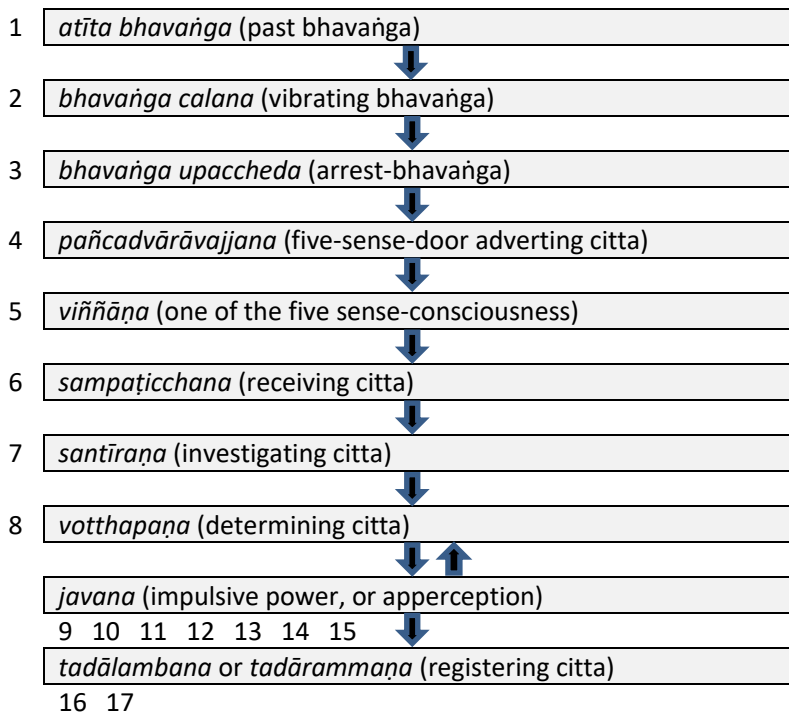 1 atīta bhavaṅga (past bhavaṅga)
2 bhavaṅga calana (vibrating bhavaṅga)
3 bhavaṅga upaccheda (arrest-bhavaṅga)
4 pañcadvārāvajjana (five-sense-door adverting citta)
5 viññāṇa (one of the five sense-consciousness)
6 sampaṭicchana (receiving citta)
7 santīraṇa (investigating citta)
8 votthapaṇa (determining citta)
javana (impulsive power, or apperception)
9 10 11 12 13 14 15
tadālambana or tadārammaṇa (registering citta)
16 17